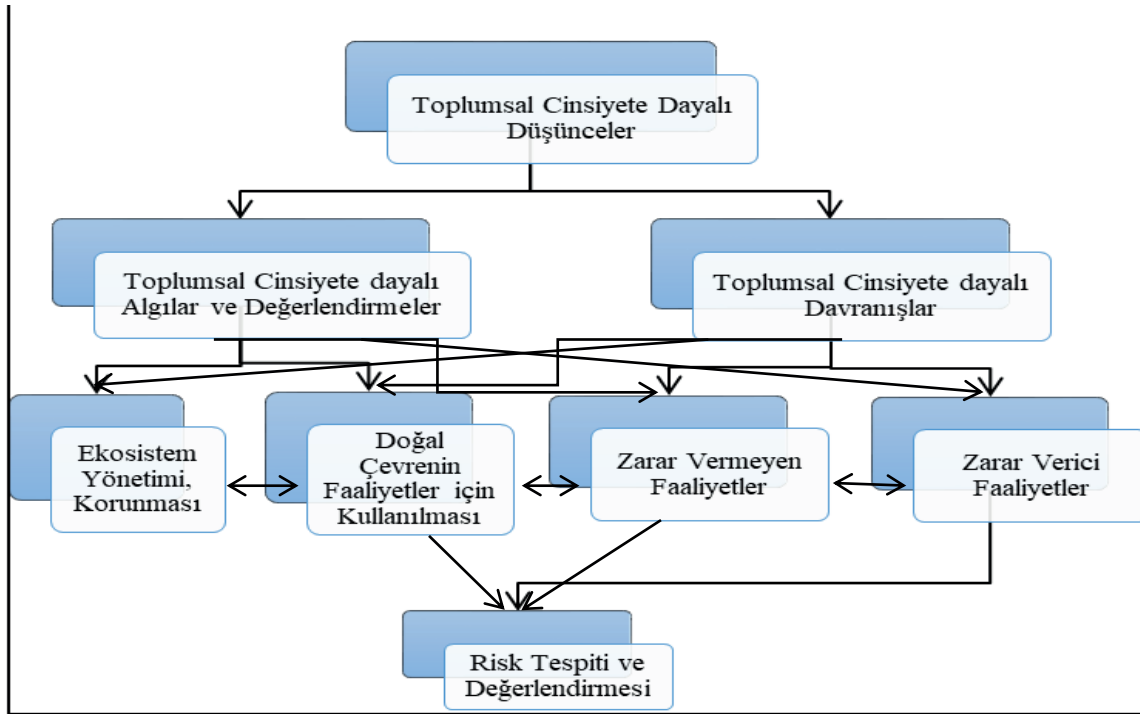 Toplumsal Cinsiyete Dayalı
Düşünceler
Toplumsal Cinsiyete dayalı
Algılar ve Değerlendirmeler
Toplumsal Cinsiyete dayalı
Davranışlar
Ekosistem
Yönetimi,
Korunması
Doğal
Çevrenin
Faaliyetler için
Kullanılması
Zarar Vermeyen
Faaliyetler
Zarar Verici
Faaliyetler
Risk Tespiti ve
Değerlendirmesi